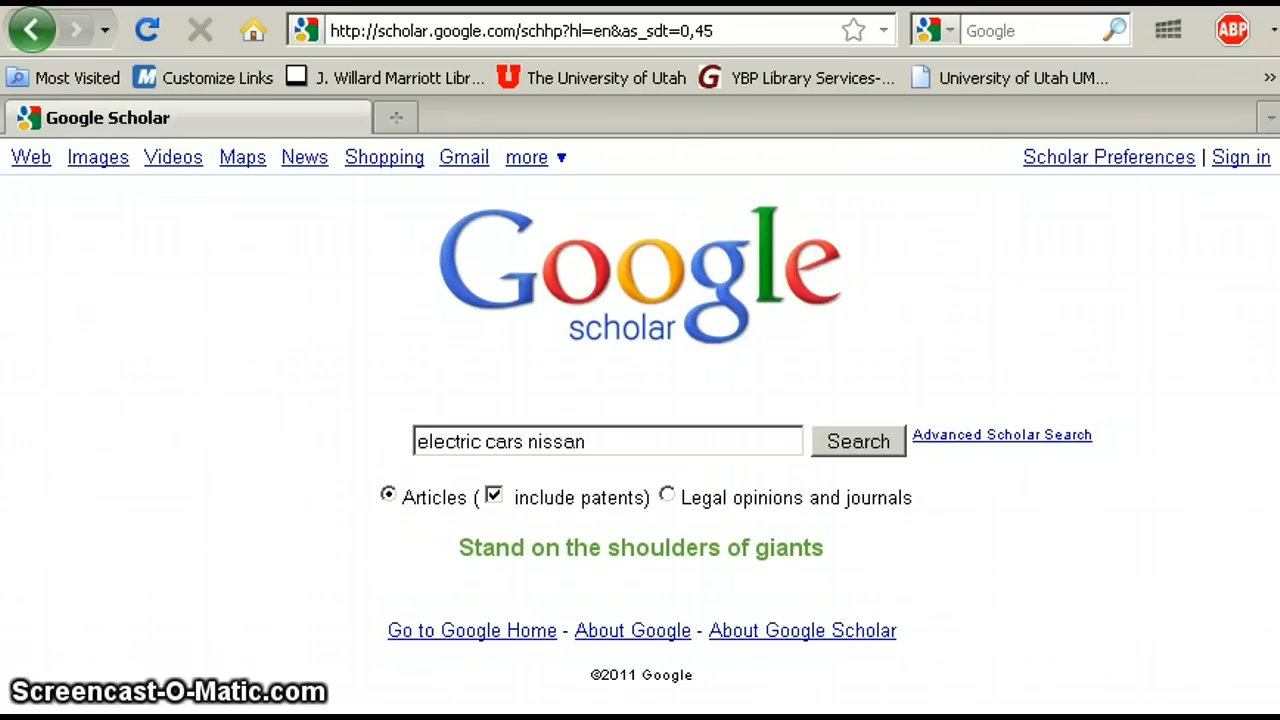 http://scholar.google.com/schhp?hl=en&as_sdt=0,45
Google
ABP
Most Visited
Customize Links
J. Willard Marriott Libr...
The University of Utah
YBP Library Services-...
University of Utah UM...
»
Google Scholar
Web Images Videos Maps News Shopping Gmail more ▼
Scholar Preferences | Sign in
Google
scholar
electric cars nissan
Search
Advanced Scholar Search
Articles ( include patents) Legal opinions and journals
Stand on the shoulders of giants
Go to Google Home - About Google - About Google Scholar
©2011 Google
Screencast-O-Matic.com